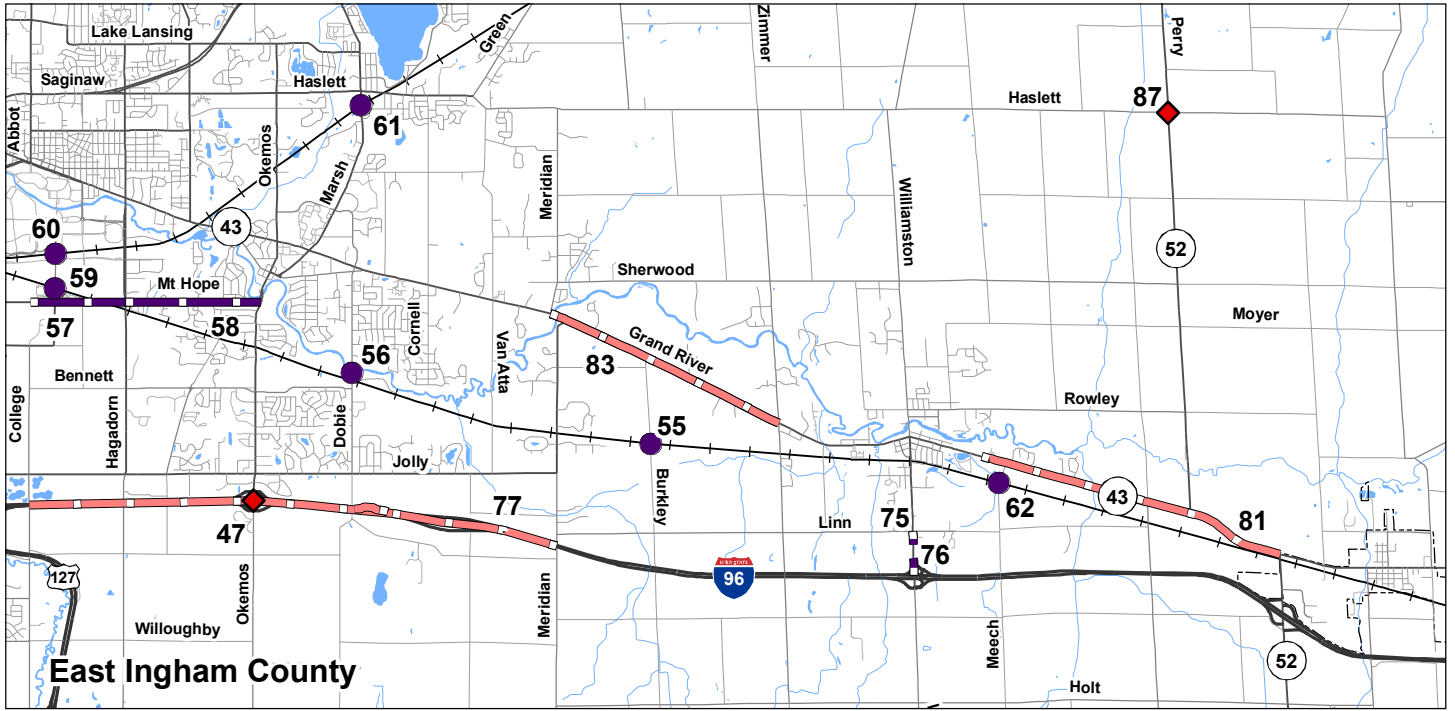 Lake Lansing
Green
Zimmer
Perry
Saginaw
Haslett
Haslett
87
61
Abbot
Okemos
Marsh
Meridian
Williamston
43
60
52
59
Sherwood
Mt Hope
57
58
Cornell
Moyer
Grand River
83
56
Van Atta
Bennett
Rowley
College
Hagadorn
Dobie
55
Jolly
Burkley
62
43
77
75
81
47
Linn
76
INTERSTATE
96
127
Okemos
Meridian
Willoughby
Meech
52
East Ingham County
Holt